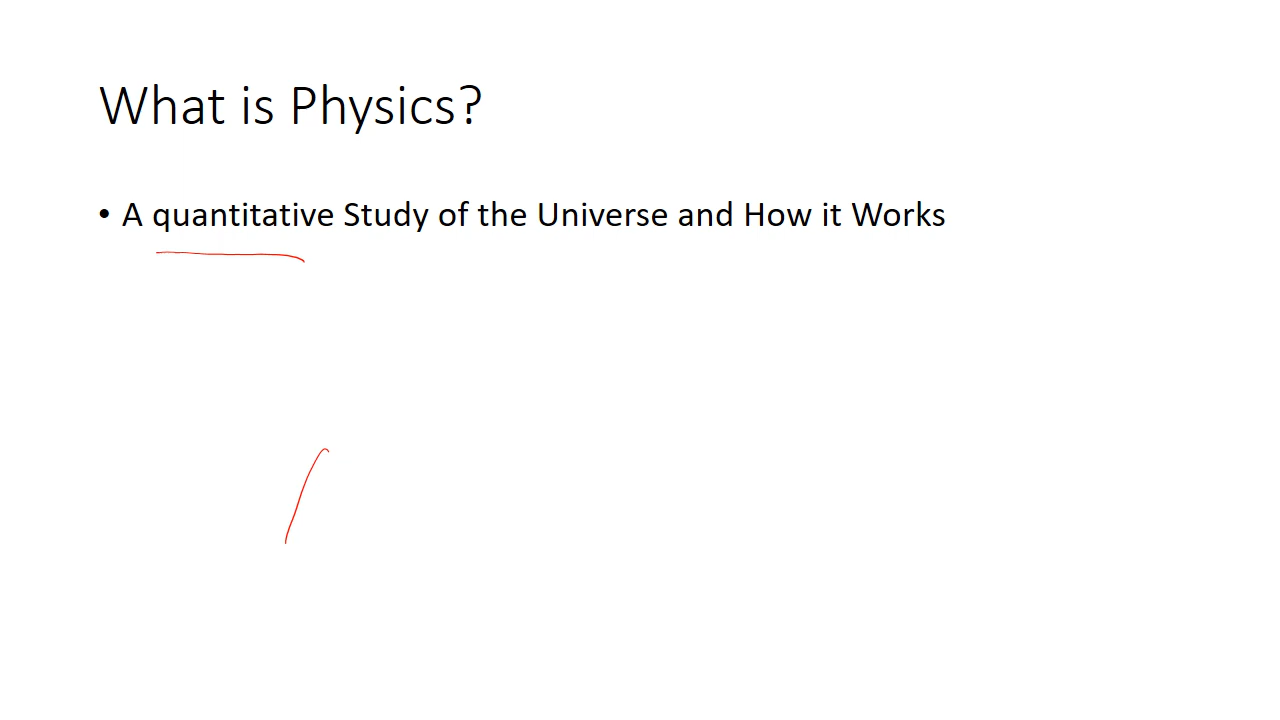 What is Physics?
• A quantitative Study of the Universe and How it Works